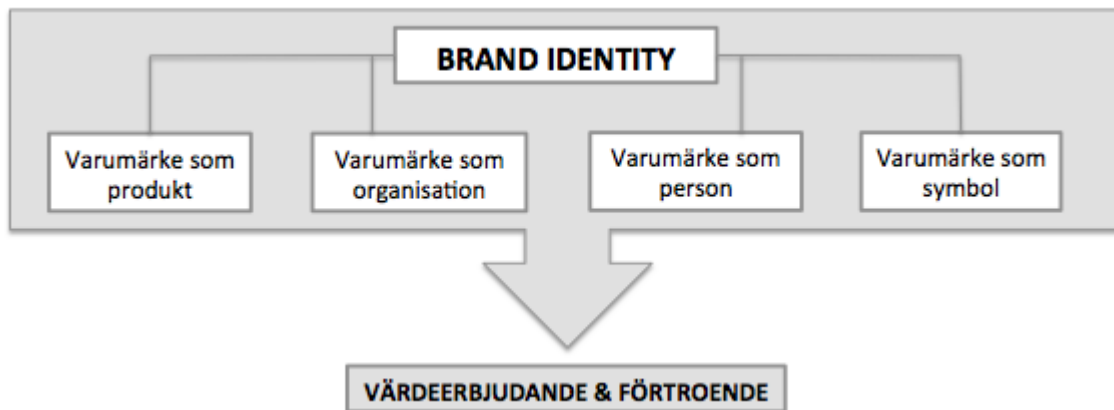 BRAND IDENTITY
Varumärke som
produkt
Varumärke som
organisation
Varumärke som
person
Varumärke som
symbol
VÄRDEERBJUDANDE & FÖRTROENDE